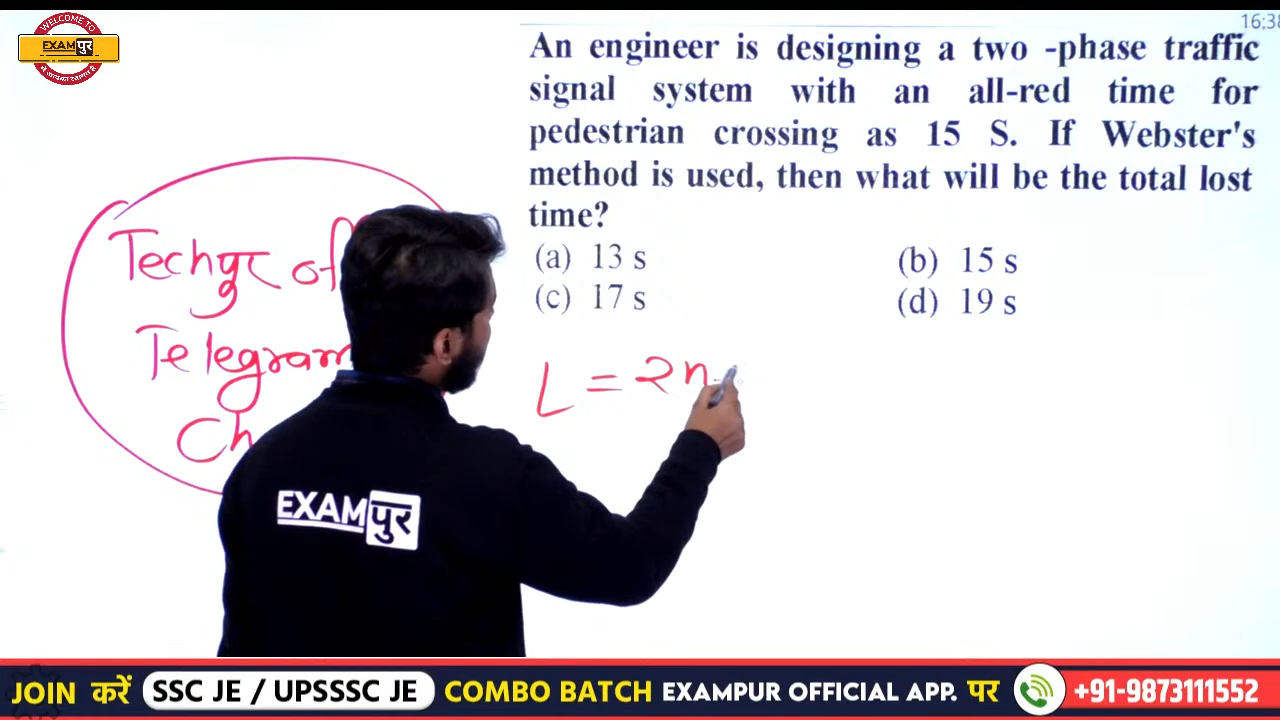 WELCOME TO
EXAMपुर
16:38
An engineer is designing a two -phase traffic
signal system with an all-red time for
pedestrian crossing as 15 S. If Webster's
method is used, then what will be the total lost
time?
(a) 13 s (b) 15 s
(c) 17 s (d) 19 s
Techपुर of
Telegram
Ch
L = 2n
EXAMपुर
JOIN करें SSC JE / UPSSSC JE COMBO BATCH EXAMPUR OFFICIAL APP. पर +91-9873111552